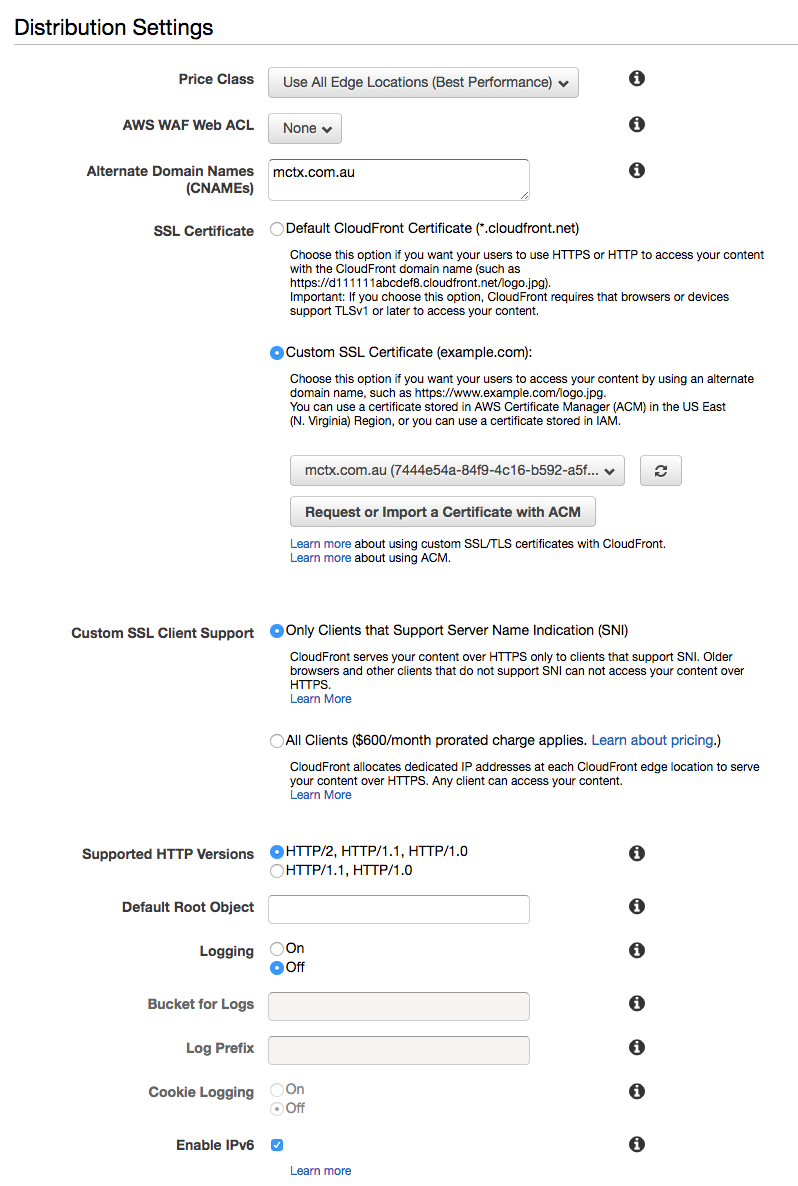 Distribution Settings
Price Class Use All Edge Locations (Best Performance)
AWS WAF Web ACL None
Alternate Domain Names
(CNAMEs)
mctx.com.au
SSL Certificate Default CloudFront Certificate (*.cloudfront.net)
Choose this option if you want your users to use HTTPS or HTTP to access your content
with the CloudFront domain name (such as
https://d111111abcdef8.cloudfront.net/logo.jpg).
Important: If you choose this option, CloudFront requires that browsers or devices
support TLSv1 or later to access your content.
Custom SSL Certificate (example.com):
Choose this option if you want your users to access your content by using an alternate
domain name, such as https://www.example.com/logo.jpg.
You can use a certificate stored in AWS Certificate Manager (ACM) in the US East
(N. Virginia) Region, or you can use a certificate stored in IAM.
mctx.com.au (7444e54a-84f9-4c16-b592-a5f...
Request or Import a Certificate with ACM
Learn more about using custom SSL/TLS certificates with CloudFront.
Learn more about using ACM.
Custom SSL Client Support Only Clients that Support Server Name Indication (SNI)
CloudFront serves your content over HTTPS only to clients that support SNI. Older
browsers and other clients that do not support SNI can not access your content over
HTTPS.
Learn More
All Clients ($600/month prorated charge applies. Learn about pricing.)
CloudFront allocates dedicated IP addresses at each CloudFront edge location to serve
your content over HTTPS. Any client can access your content.
Learn More
Supported HTTP Versions HTTP/2, HTTP/1.1, HTTP/1.0
HTTP/1.1, HTTP/1.0
Default Root Object
Logging On
Off
Bucket for Logs
Log Prefix
Cookie Logging On
Off
Enable IPv6
Learn more